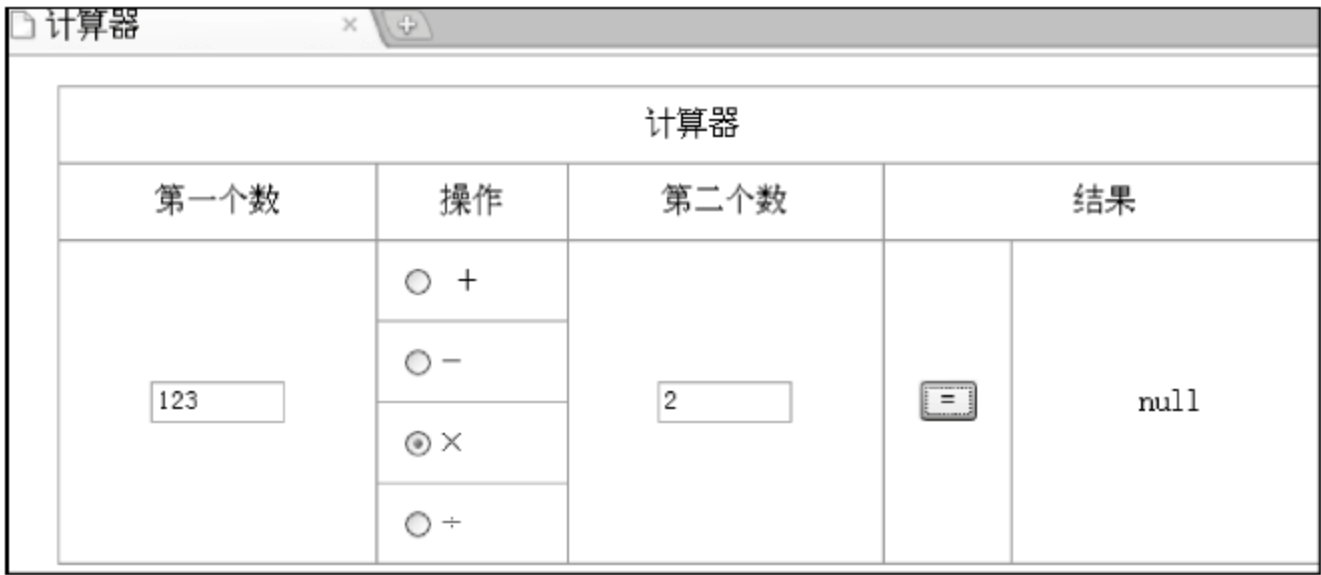 计算器
计算器
第一个数 操作 第二个数 结果
+
−
123 2 = null
×
÷